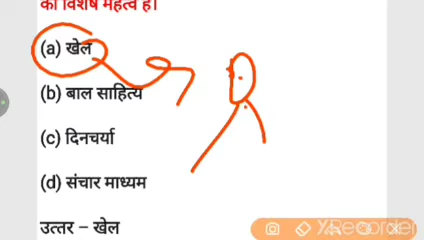 का विशेष महत्व है।
(a) खेल
(b) बाल साहित्य
(c) दिनचर्या
(d) संचार माध्यम
उत्तर – खेल
XRecorder